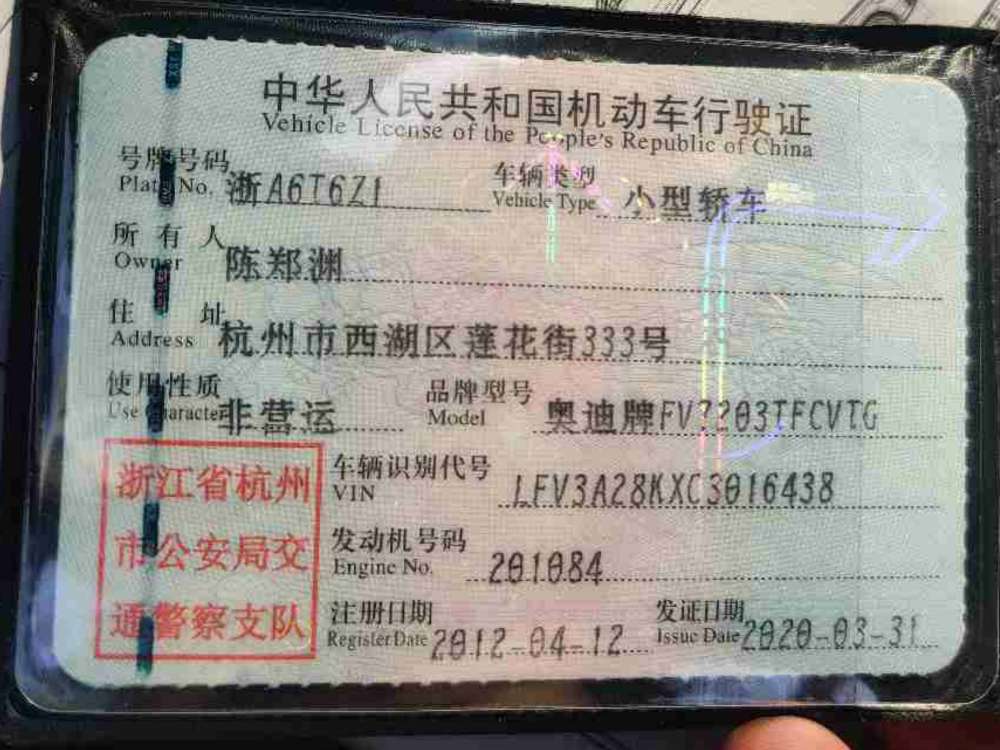 中华人民共和国机动车行驶证
Vehicle License of the People's Republic of China
号牌号码 浙A6T6Z1 车辆类型 小型轿车
Plate No. Vehicle Type
所有人 陈郑洲
Owner
住址 杭州市西湖区莲花街333号
Address
使用性质 非营运 品牌型号 奥迪牌FV7203TFCVTG
Use Character Model
浙江省杭州
市公安局交
通警察支队
车辆识别代号 LFV3A28KXC3016438
VIN
发动机号码 201084
Engine No.
注册日期 2012-04-12 发证日期 2020-03-31
Register Date Issue Date